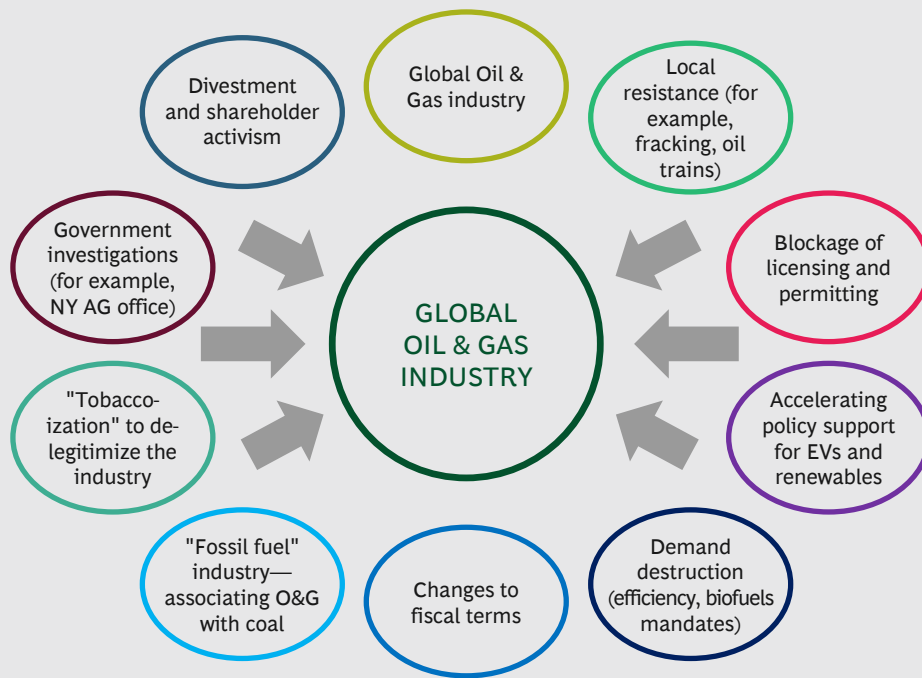 Divestment
and shareholder
activism
Global Oil &
Gas industry
Local
resistance (for
example,
fracking, oil
trains)
Government
investigations
(for example,
NY AG office)
GLOBAL
OIL & GAS
INDUSTRY
Blockage of
licensing and
permitting
"Tobacco-
ization" to de-
legitimize the
industry
Accelerating
policy support
for EVs and
renewables
"Fossil fuel"
industry—
associating O&G
with coal
Changes to
fiscal terms
Demand
destruction
(efficiency, biofuels
mandates)